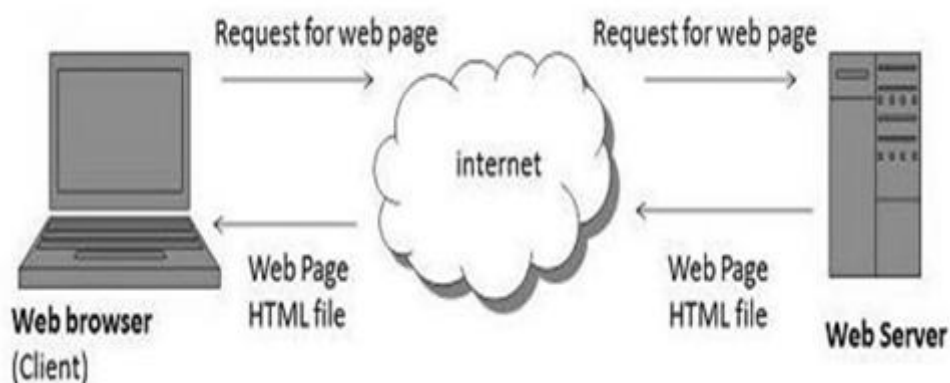 Request for web page
Request for web page
internet
Web Page
HTML file
Web Page
HTML file
Web browser
(Client)
Web Server